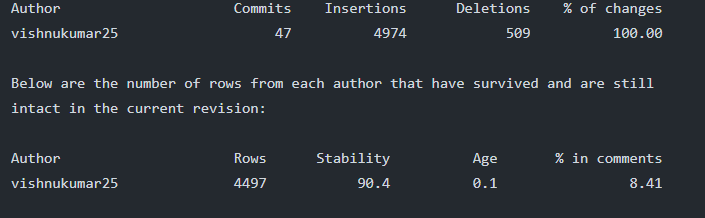 Author Commits Insertions Deletions % of changes
vishnukumar25 47 4974 509 100.00
Below are the number of rows from each author that have survived and are still
intact in the current revision:
Author Rows Stability Age % in comments
vishnukumar25 4497 90.4 0.1 8.41